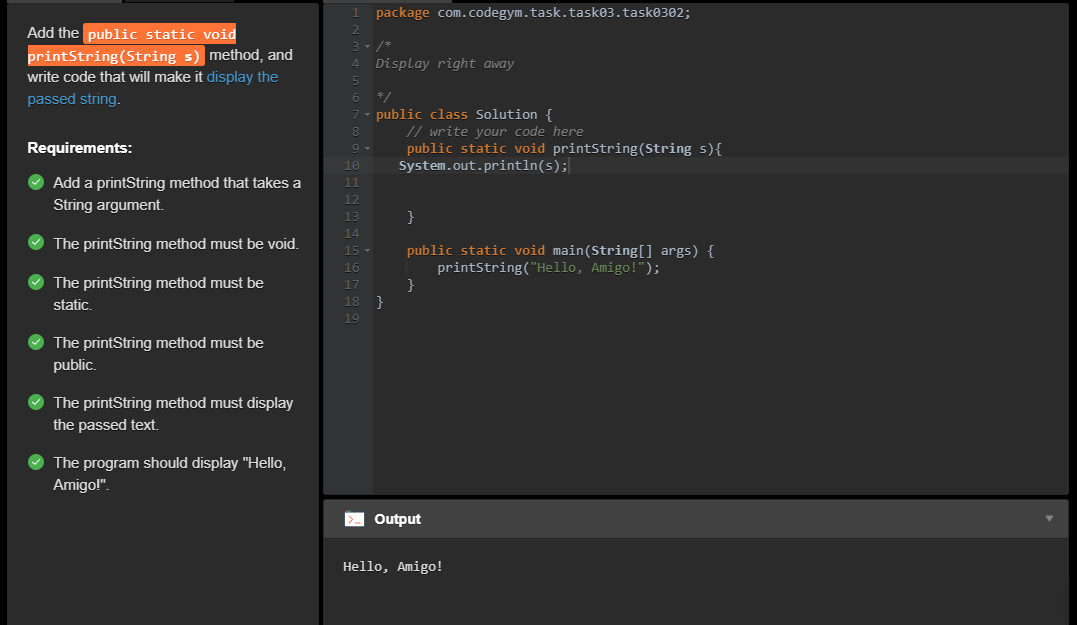 Add the public static void
printString(String s) method, and
write code that will make it display the
passed string.
Requirements:
Add a printString method that takes a
String argument.
The printString method must be void.
The printString method must be
static.
The printString method must be
public.
The printString method must display
the passed text.
The program should display "Hello,
Amigo!".
1 package com.codegym.task.task03.task0302;
2
3 /*
4 Display right away
5
6 */
7 public class Solution {
8 // write your code here
9 public static void printString(String s){
10 System.out.println(s);
11
12
13 }
14
15 public static void main(String[] args) {
16 printString("Hello, Amigo!");
17 }
18 }
19
>_ Output
Hello, Amigo!